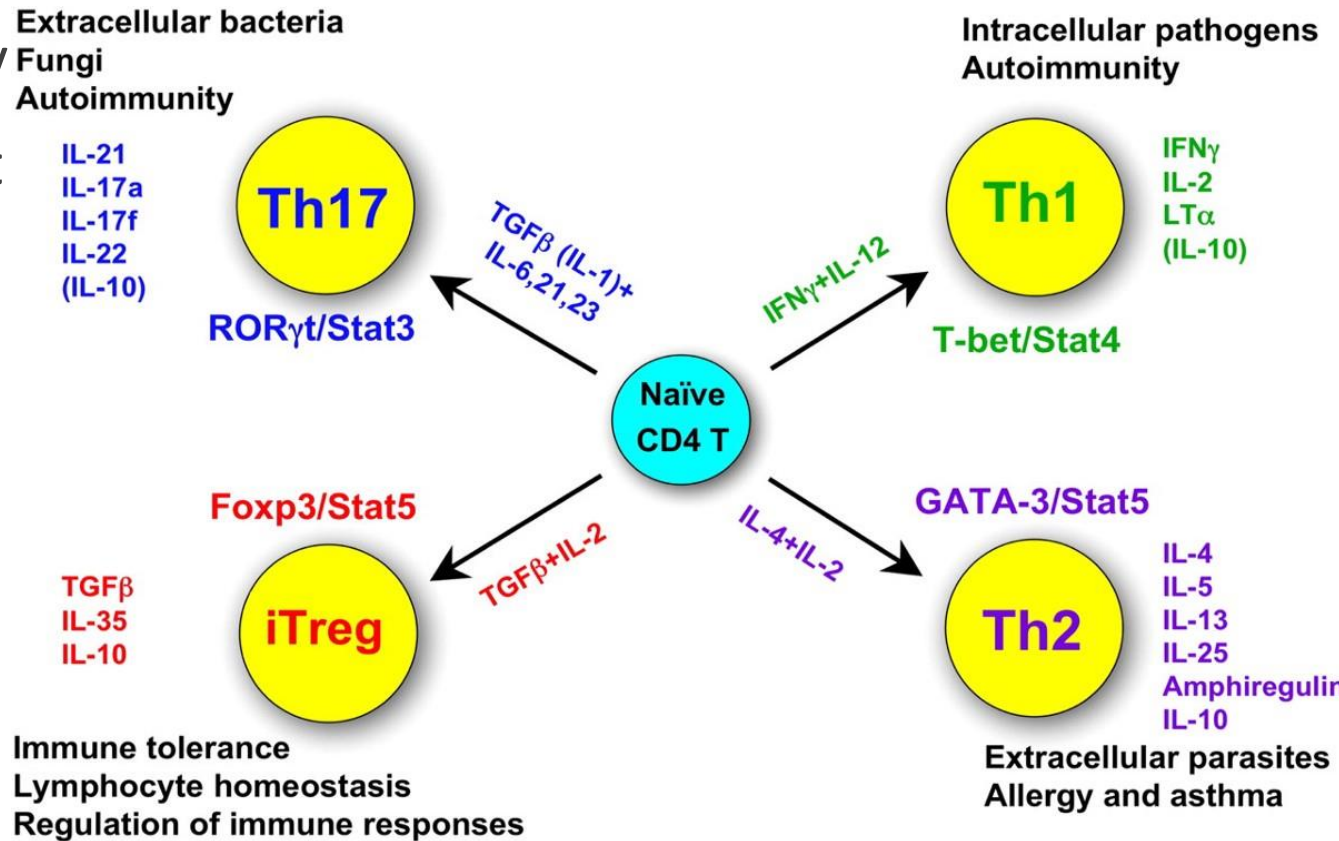 Extracellular bacteria
Fungi
Autoimmunity
IL-21
IL-17a
IL-17f
IL-22
(IL-10)
Th17
RORγt/Stat3
TGFβ (IL-1)+
IL-6,21,23
Intracellular pathogens
Autoimmunity
IFNγ+IL-12
Th1
T-bet/Stat4
IFNγ
IL-2
LTα
(IL-10)
Naïve
CD4 T
Foxp3/Stat5
TGFβ+IL-2
iTreg
TGFβ
IL-35
IL-10
Immune tolerance
Lymphocyte homeostasis
Regulation of immune responses
IL-4+IL-2
GATA-3/Stat5
Th2
IL-4
IL-5
IL-13
IL-25
Amphiregulin
IL-10
Extracellular parasites
Allergy and asthma